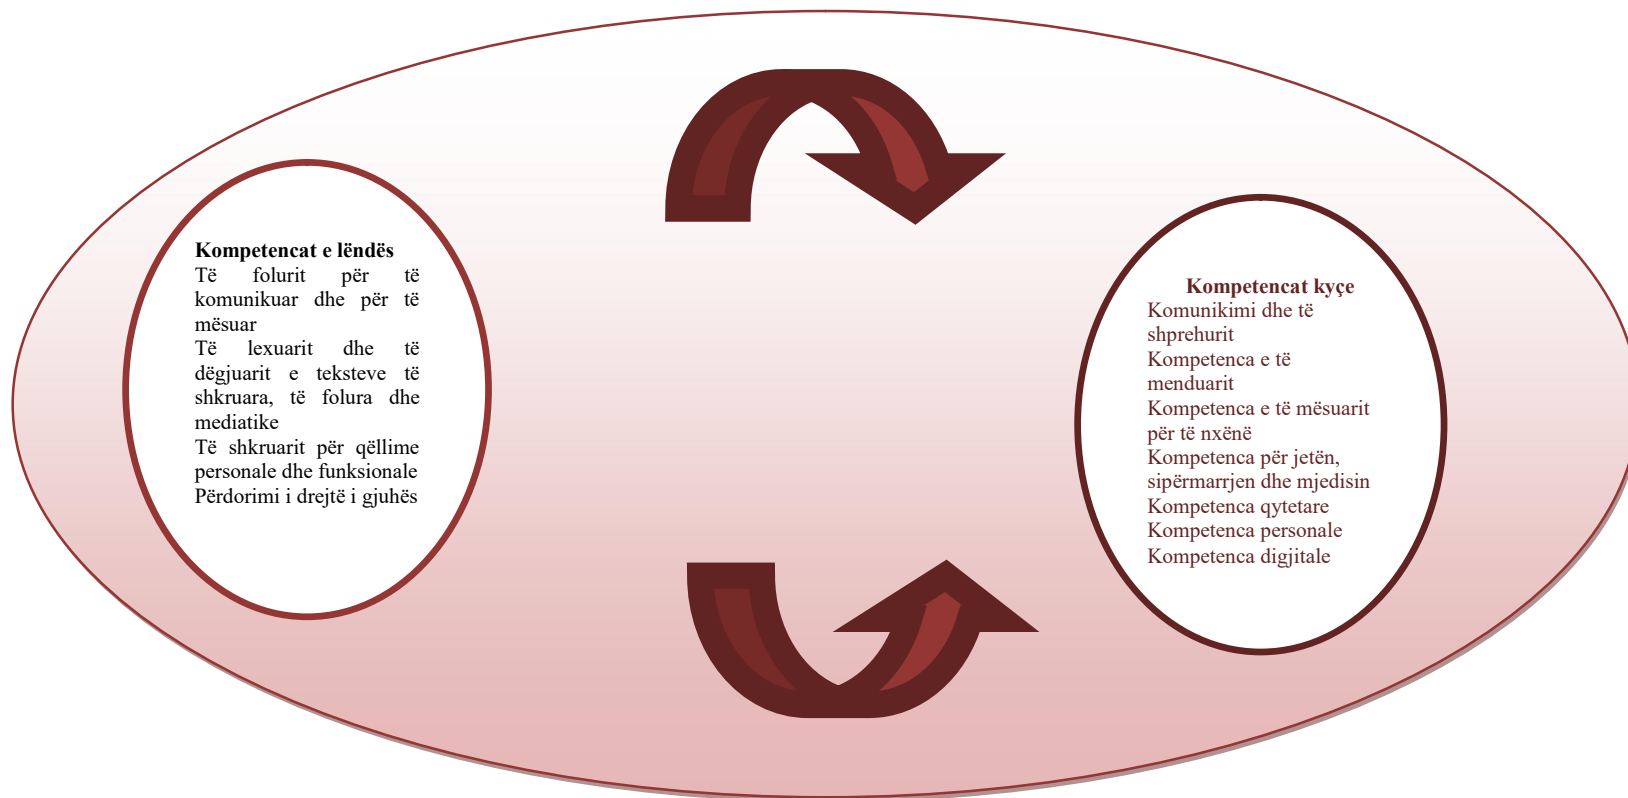 Kompetencat e lëndës
Të folurit për të
komunikuar dhe për të
mësuar
Të lexuarit dhe të
dëgjuarit e teksteve të
shkruara, të folura dhe
mediatike
Të shkruarit për qëllime
personale dhe funksionale
Përdorimi i drejtë i gjuhës
Kompetencat kyçe
Komunikimi dhe të
shprehurit
Kompetenca e të
menduarit
Kompetenca e të mësuarit
për të nxënë
Kompetenca për jetën,
sipërmarrjen dhe mjedisin
Kompetenca qytetare
Kompetenca personale
Kompetenca digjitale